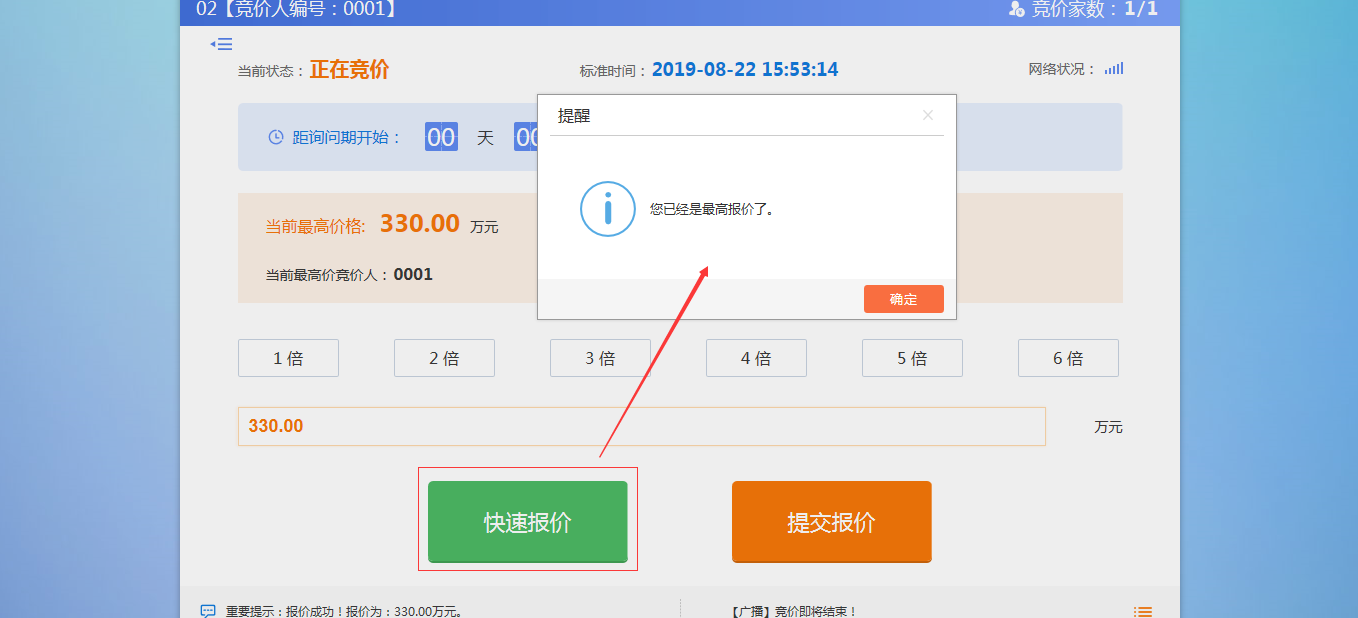 02【竞价人编号：0001】
竞价家数：1/1
当前状态：正在竞价
标准时间：2019-08-22 15:53:14
网络状况：
距询问期开始：
00 天 00
提醒
×
您已经是最高报价了。
确定
当前最高价格: 330.00 万元
当前最高价竞价人：0001
1 倍
2 倍
3 倍
4 倍
5 倍
6 倍
330.00
万元
快速报价
提交报价
重要提示：报价成功！报价为：330.00万元。
【广播】竞价即将结束！